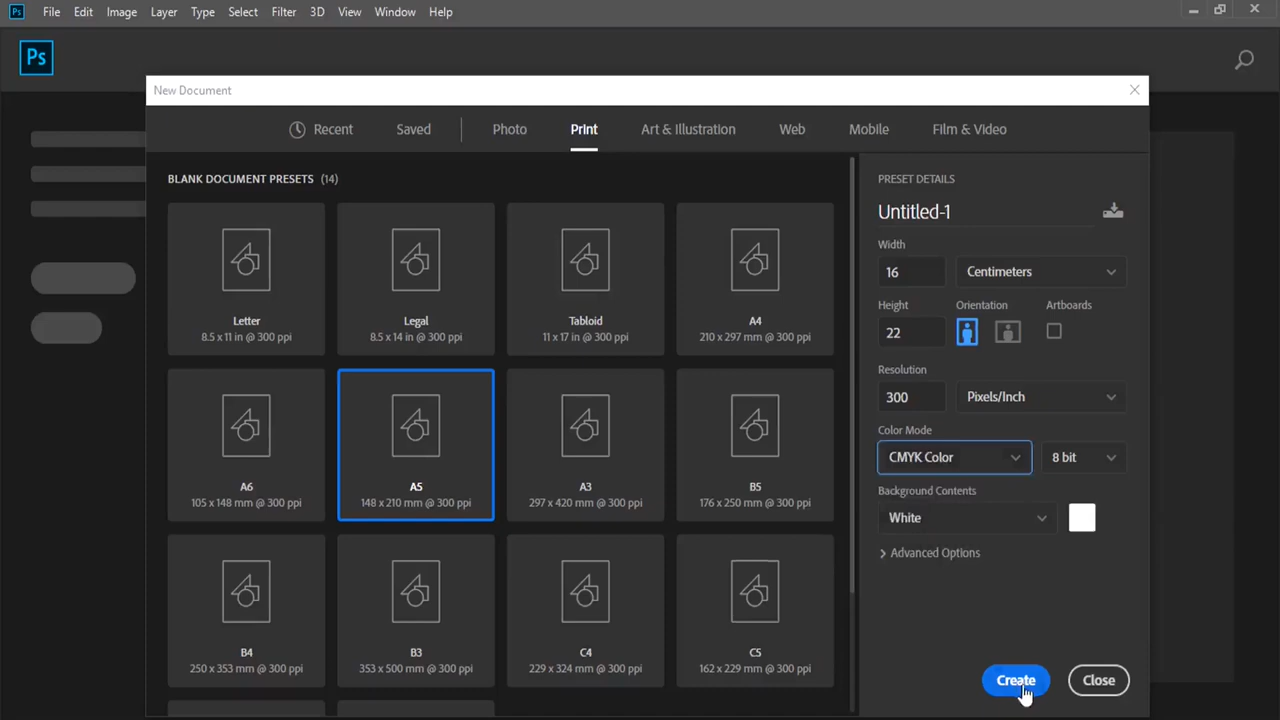 Ps File Edit Image Layer Type Select Filter 3D View Window Help
Ps
New Document
Recent Saved Photo Print Art & Illustration Web Mobile Film & Video
BLANK DOCUMENT PRESETS (14)
Letter
8.5 x 11 in @ 300 ppi
Legal
8.5 x 14 in @ 300 ppi
Tabloid
11 x 17 in @ 300 ppi
A4
210 x 297 mm @ 300 ppi
A6
105 x 148 mm @ 300 ppi
A5
148 x 210 mm @ 300 ppi
A3
297 x 420 mm @ 300 ppi
B5
176 x 250 mm @ 300 ppi
B4
250 x 353 mm @ 300 ppi
B3
353 x 500 mm @ 300 ppi
C4
229 x 324 mm @ 300 ppi
C5
162 x 229 mm @ 300 ppi
PRESET DETAILS
Untitled-1
Width
16 Centimeters
Height Orientation Artboards
22
Resolution
300 Pixels/Inch
Color Mode
CMYK Color 8 bit
Background Contents
White
Advanced Options
Create Close